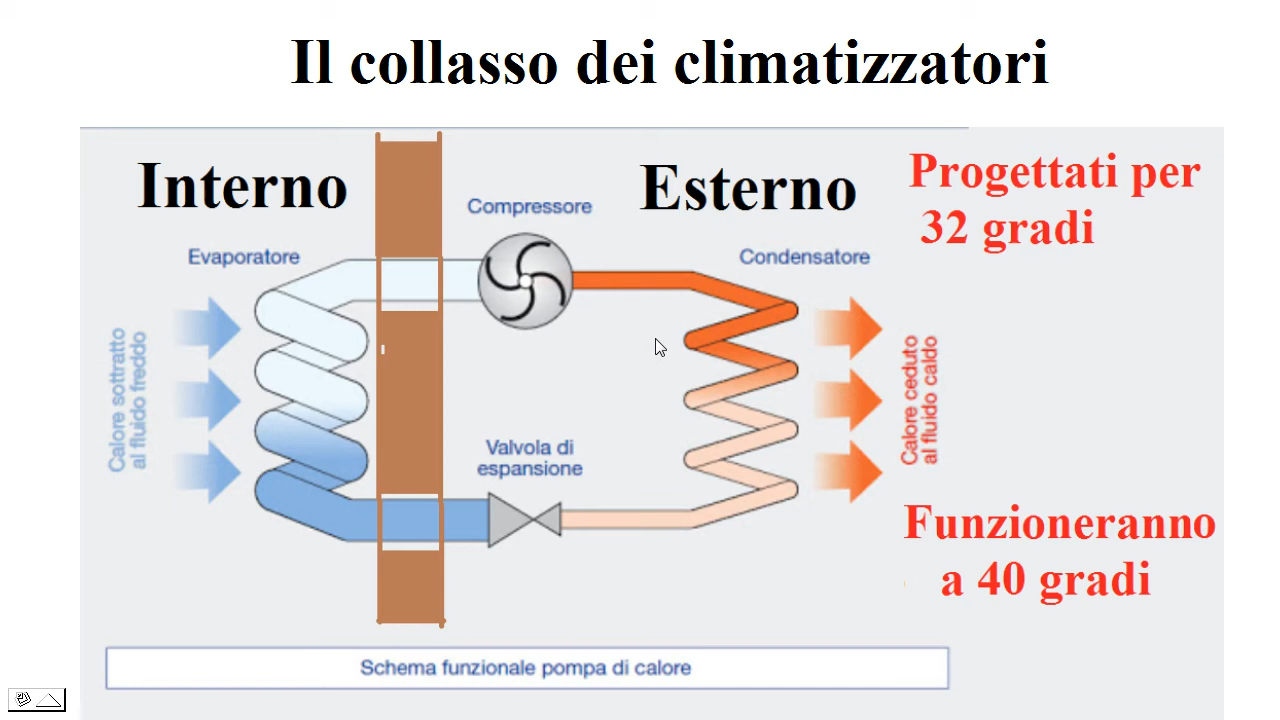 Il collasso dei climatizzatori
Interno
Esterno
Progettati per
32 gradi
Compressore
Evaporatore
Condensatore
Calore sottratto
al fluido freddo
Calore ceduto
al fluido caldo
Valvola di
espansione
Funzioneranno
a 40 gradi
Schema funzionale pompa di calore